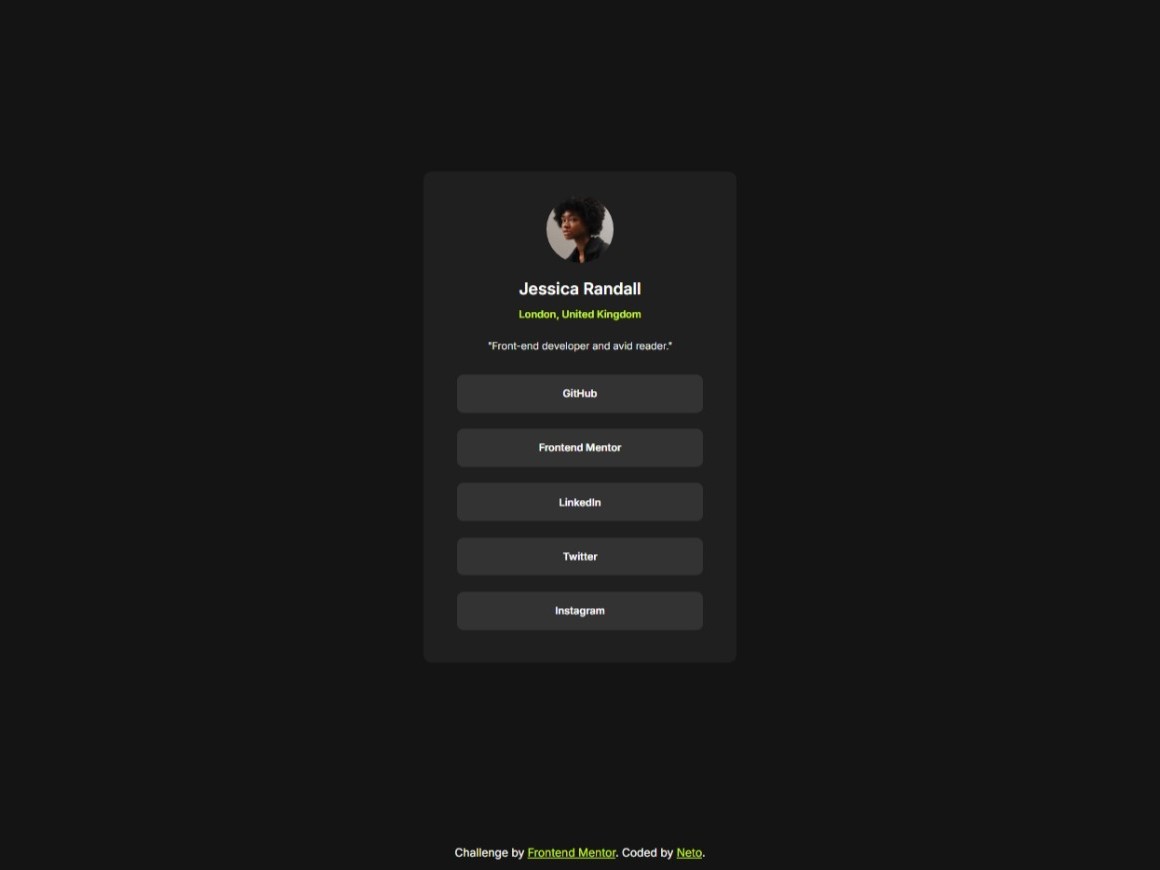 Jessica Randall
London, United Kingdom
"Front-end developer and avid reader."
GitHub
Frontend Mentor
LinkedIn
Twitter
Instagram
Challenge by Frontend Mentor. Coded by Neto.